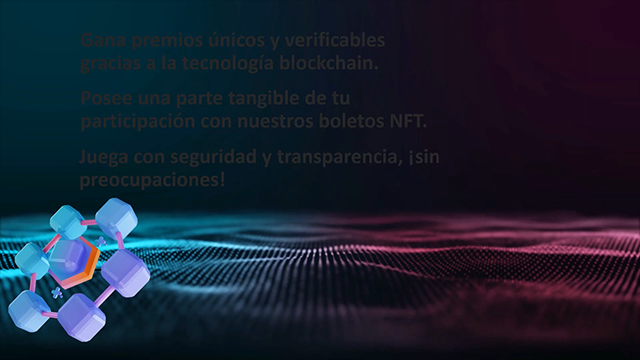 Gana premios únicos y verificables
gracias a la tecnología blockchain.
Posee una parte tangible de tu
participación con nuestros boletos NFT.
Juega con seguridad y transparencia, ¡sin
preocupaciones!